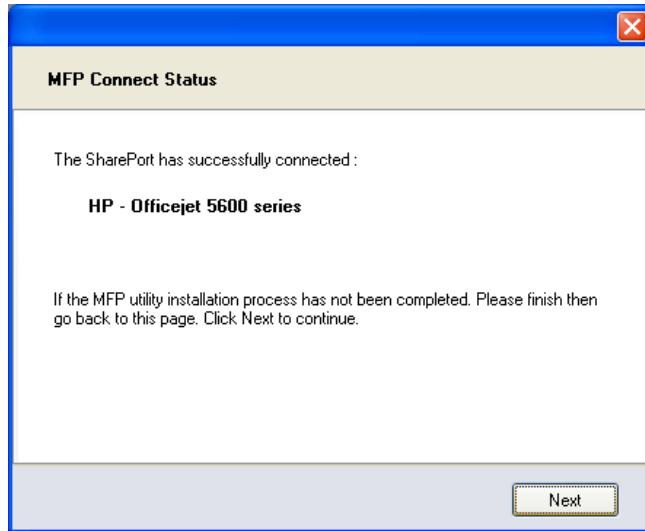 MFP Connect Status
The SharePort has successfully connected :
HP - Officejet 5600 series
If the MFP utility installation process has not been completed. Please finish then
go back to this page. Click Next to continue.
Next